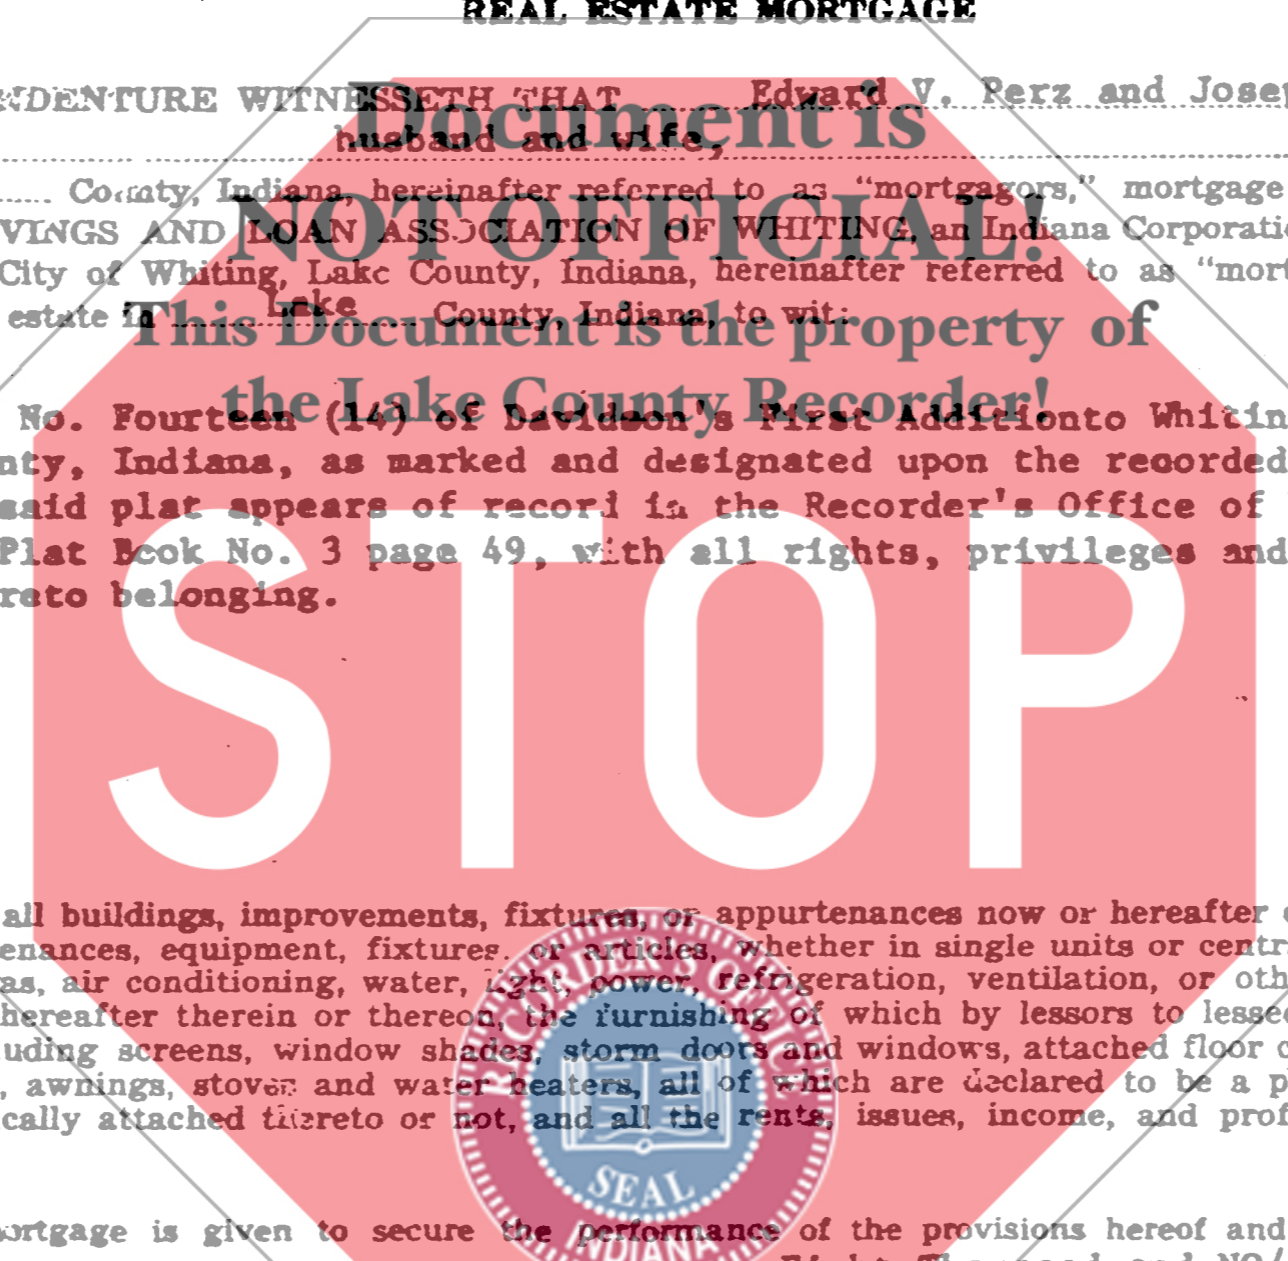 REAL ESTATE MORTGAGE
NDENTURE WITNESSETH THAT Edward V. Perz and Josep
husband and wife,
County, Indiana, hereinafter referred to as "mortgagors," mortgage
VINGS AND LOAN ASSOCIATION OF WHITING, an Indiana Corporatio
City of Whiting, Lake County, Indiana, hereinafter referred to as "mort
estate in Lake County, Indiana, to wit:
Document is
NOT OFFICIAL!
This Document is the property of
the Lake County Recorder!
No. Fourteen (14) of Davidson's First Additionto Whitin
nty, Indiana, as marked and designated upon the recorded
said plat appears of record in the Recorder's Office of
Plat Book No. 3 page 49, with all rights, privileges and
reto belonging.
STOP
all buildings, improvements, fixtures, or appurtenances now or hereafter
enances, equipment, fixtures or articles, whether in single units or centr
as, air conditioning, water, light, power, refrigeration, ventilation, or oth
hereafter therein or thereon, the furnishing of which by lessors to lessee
uding screens, window shades, storm doors and windows, attached floor
, awnings, stoves and water heaters, all of which are declared to be a p
cally attached thereto or not, and all the rents, issues, income, and prof
RECORDER'S OFFICE
SEAL
INDIANA
ortgage is given to secure the performance of the provisions hereof and